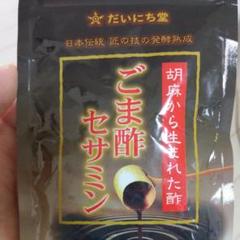 だいにち堂
日本伝統 匠の技の発酵熟成
胡麻から生まれた酢
ごま酢
セサミン